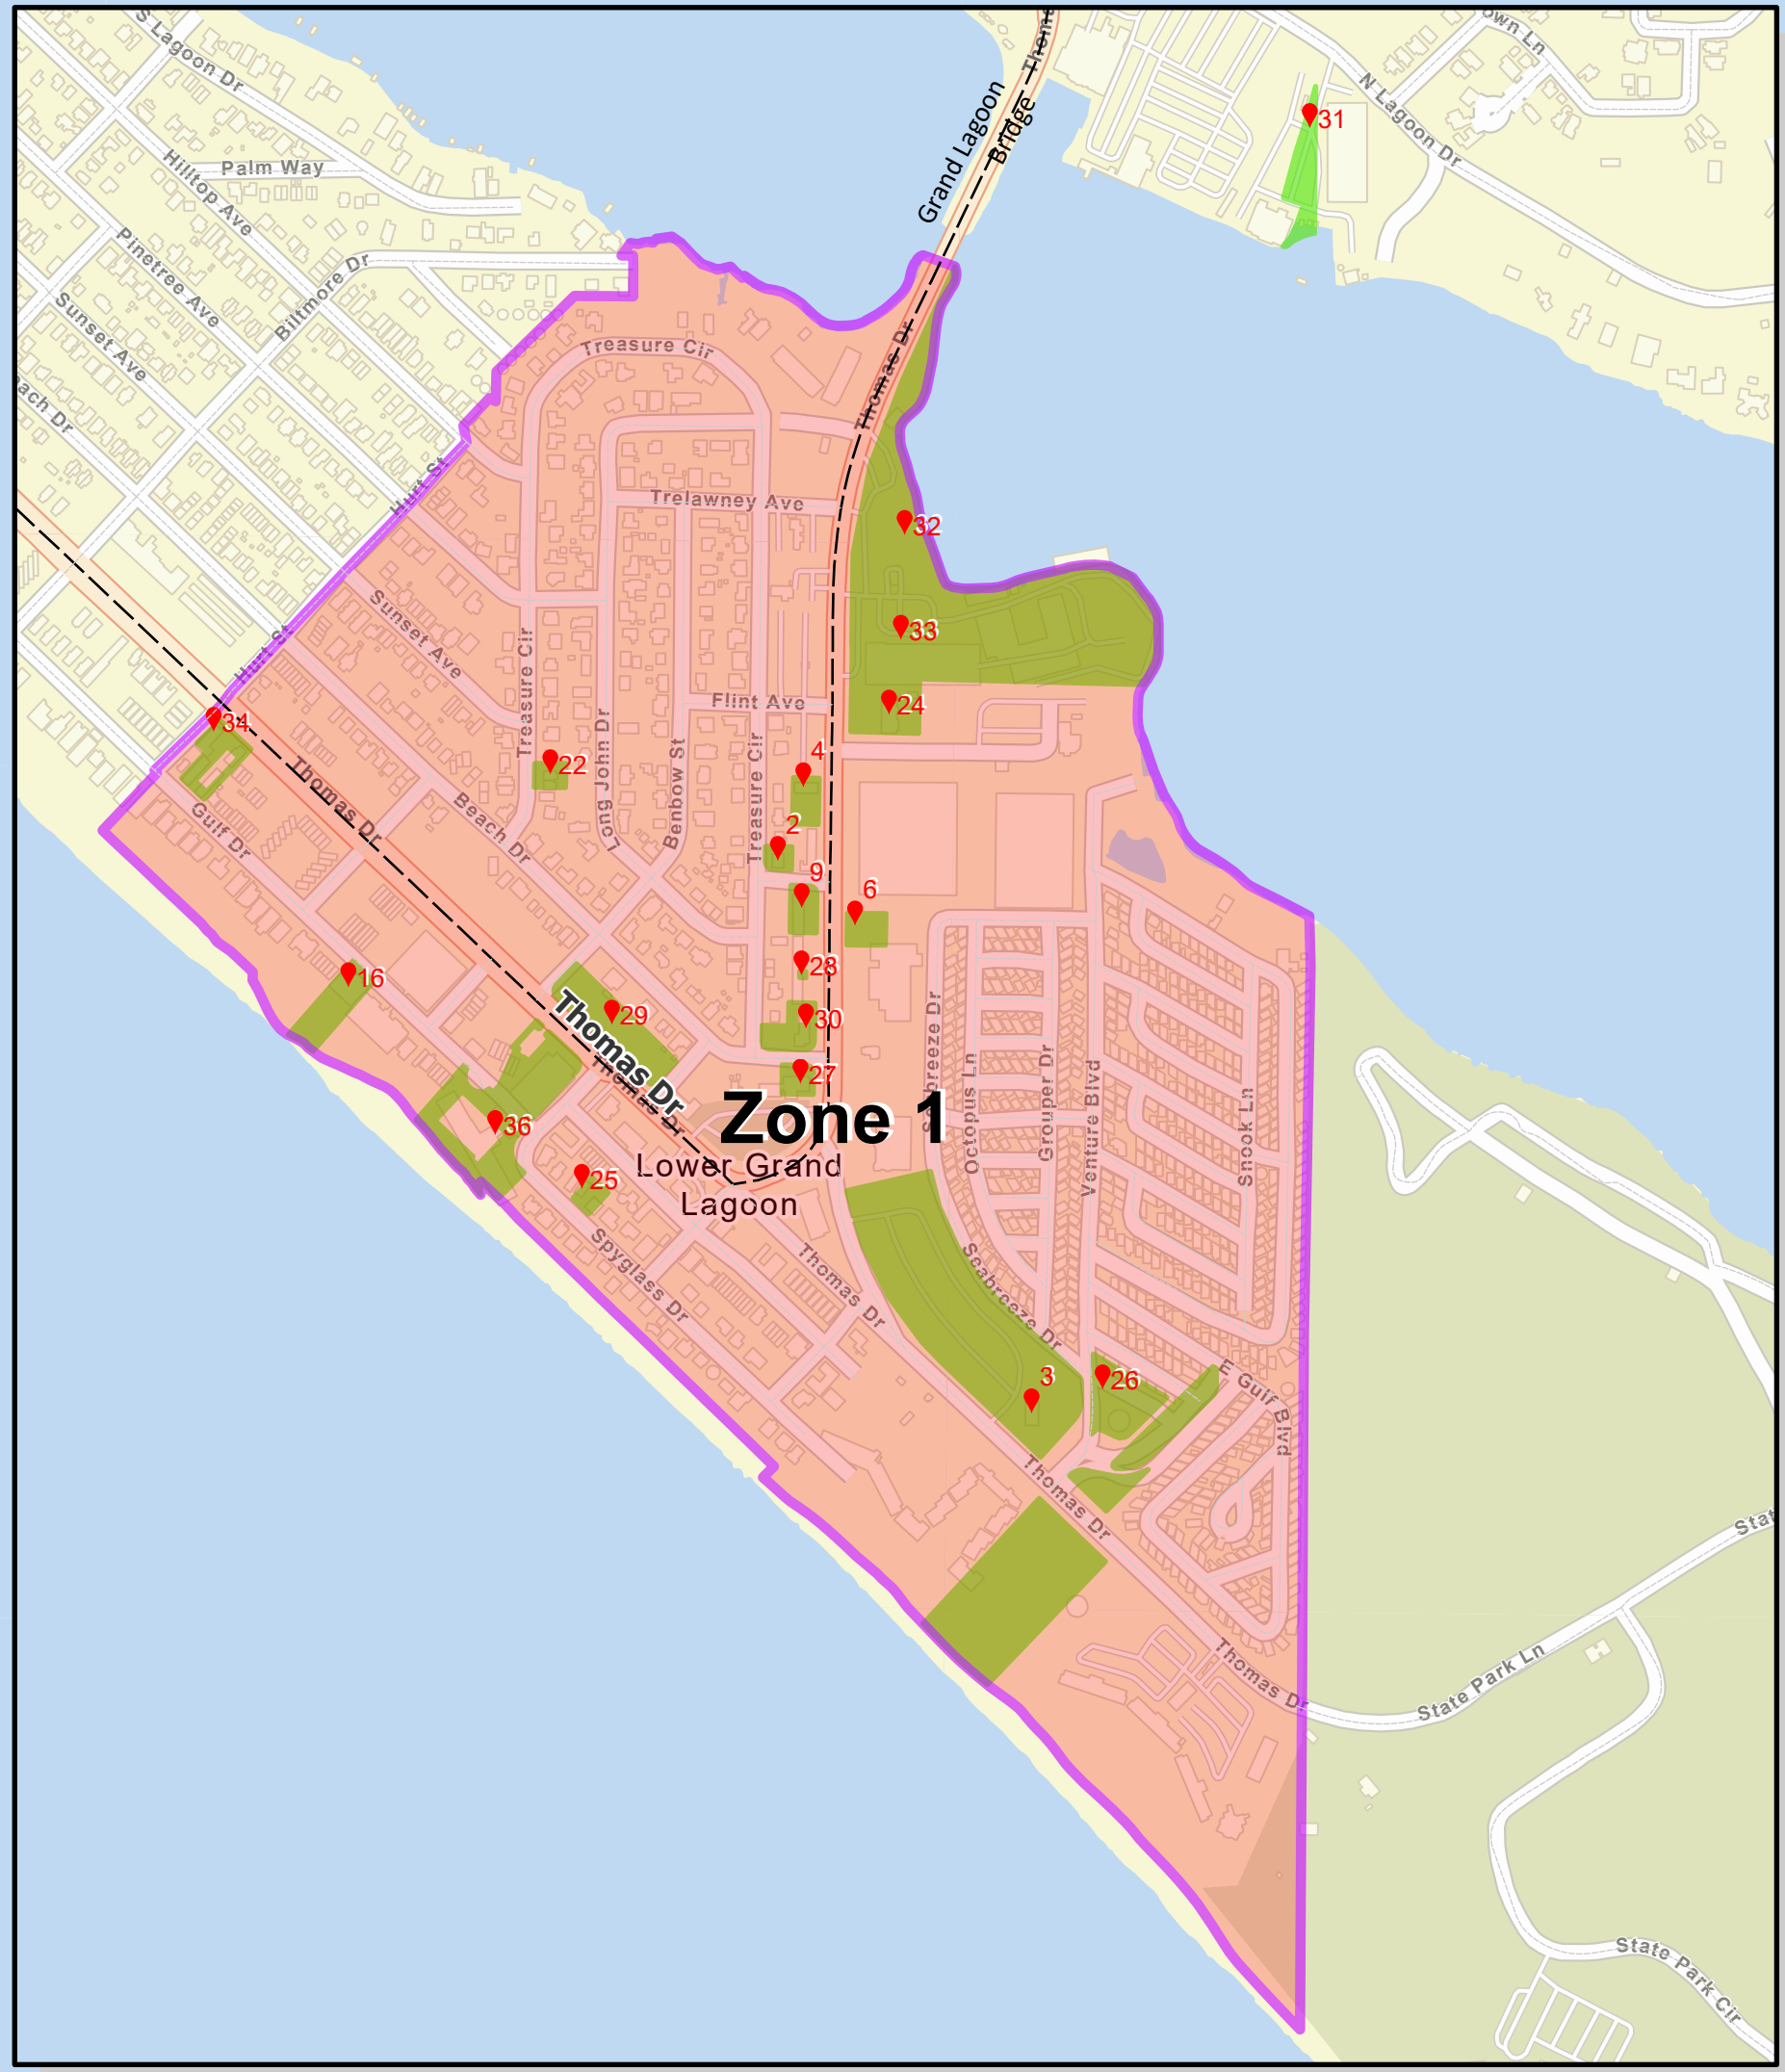 S Lagoon Dr
Palm Way
Hilltop Ave
Pinetree Ave
Sunset Ave
Biltmore Dr
Grand Lagoon
Bridge
N Lagoon Dr
31
Treasure Cir
Thomas Dr
Hurt St
Trelawney Ave
32
Sunset Ave
33
Hurt St
Treasure Cir
Flint Ave
24
34
Long John Dr
Benbow St
Treasure Cir
4
22
Thomas Dr
Gulf Dr
Beach Dr
2
9
6
16
28
29
30
Thomas Dr
Thomas Dr
27
Seabreeze Dr
Octopus Ln
Grouper Dr
Venture Blvd
Snook Ln
Zone 1
36
Lower Grand
Lagoon
25
Spyglass Dr
Thomas Dr
Seabreeze Dr
3
26
E Gulf Blvd
Thomas Dr
Thomas Dr
State Park Ln
State Park Cir